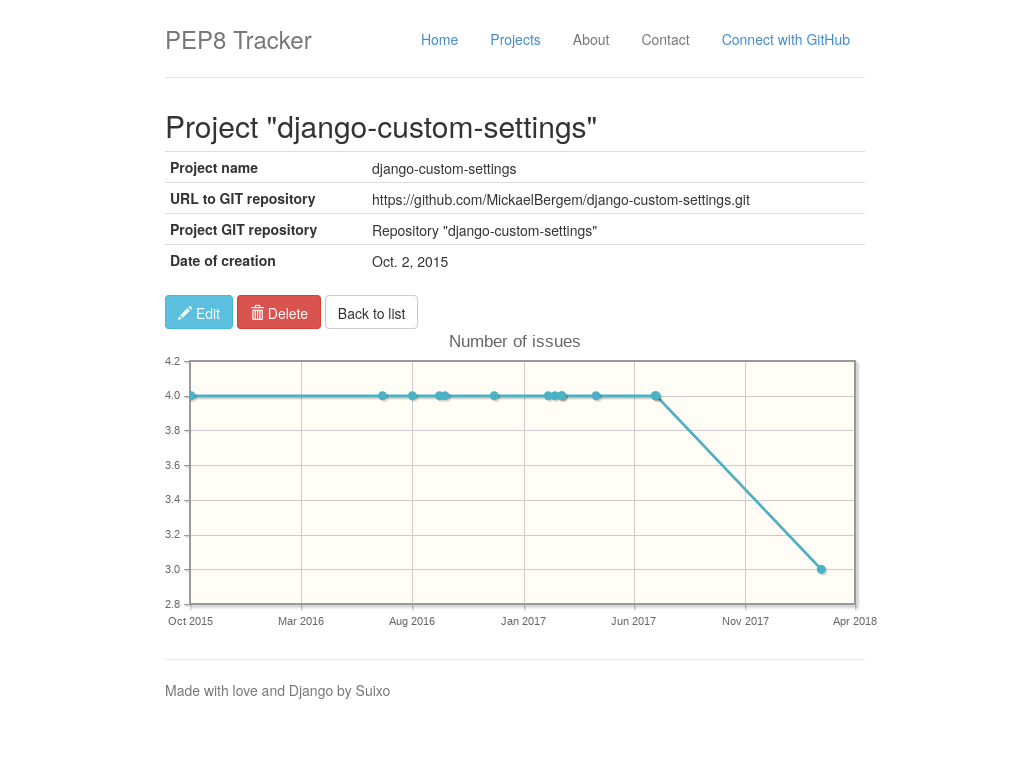 PEP8 Tracker Home Projects About Contact Connect with GitHub
Project "django-custom-settings"
Project name django-custom-settings
URL to GIT repository https://github.com/MickaelBergem/django-custom-settings.git
Project GIT repository Repository "django-custom-settings"
Date of creation Oct. 2, 2015
Edit Delete Back to list
Number of issues
4.2
4.0
3.8
3.6
3.4
3.2
3.0
2.8
Oct 2015 Mar 2016 Aug 2016 Jan 2017 Jun 2017 Nov 2017 Apr 2018
Made with love and Django by Suixo